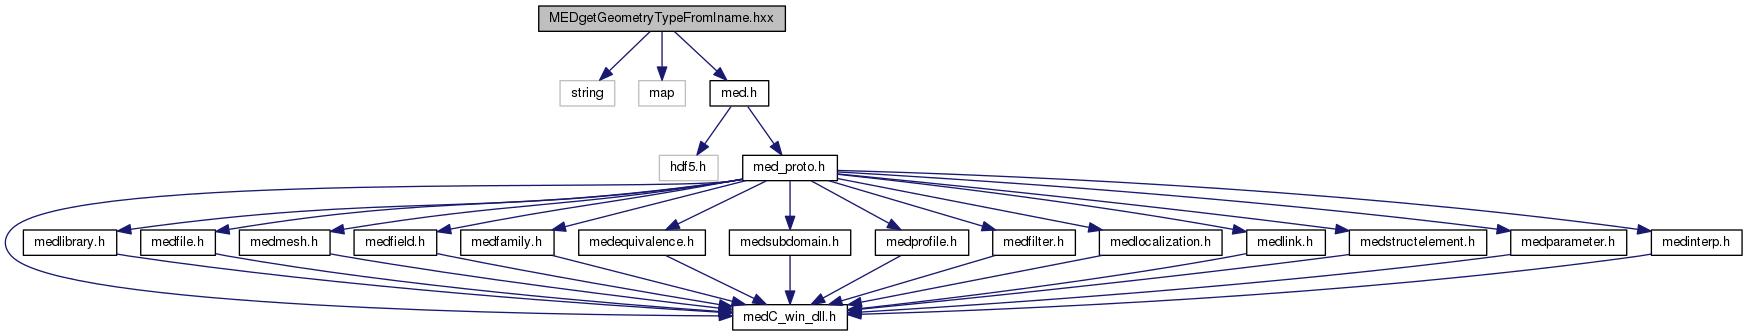 MEDgetGeometryTypeFromIname.hxx
string
map
med.h
hdf5.h
med_proto.h
medlibrary.h
medfile.h
medmesh.h
medfield.h
medfamily.h
medequivalence.h
medsubdomain.h
medprofile.h
medfilter.h
medlocalization.h
medlink.h
medstructelement.h
medparameter.h
medinterp.h
medC_win_dll.h